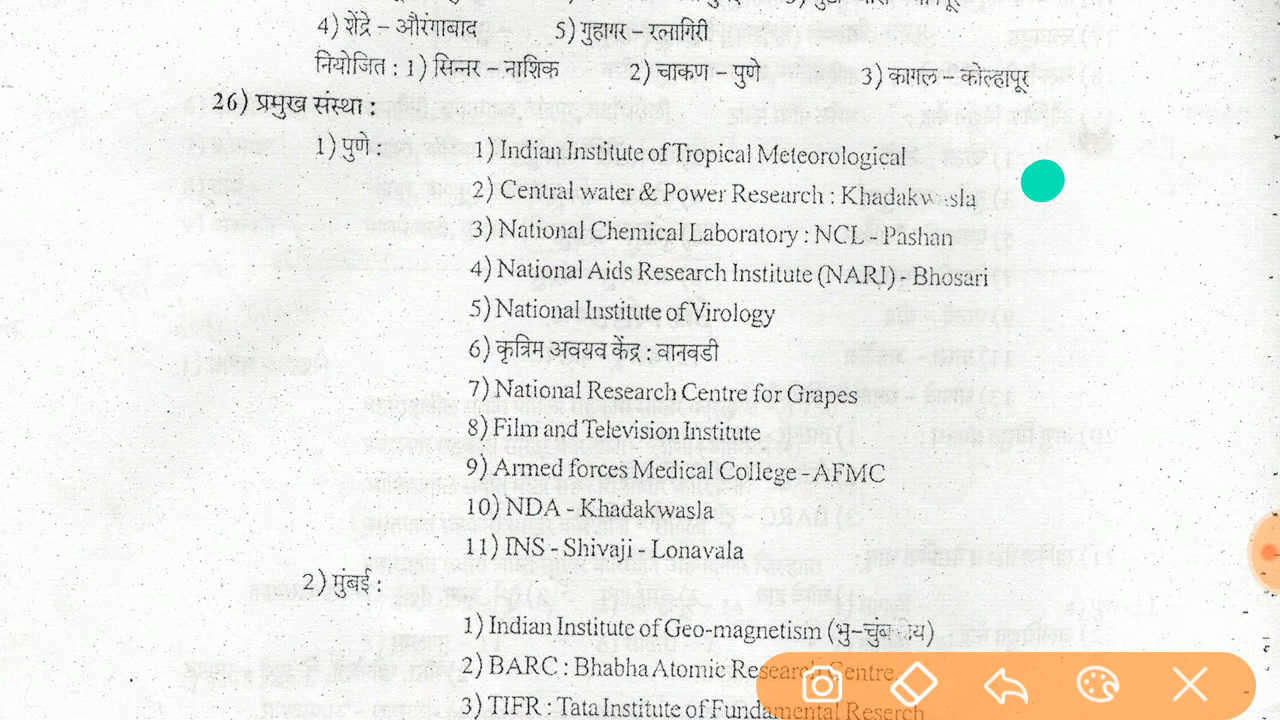 4) शेंद्रे – औरंगाबाद 5) गुहागर – रत्नागिरी
नियोजित : 1) सिन्नर – नाशिक 2) चाकण – पुणे 3) कागल – कोल्हापूर
26) प्रमुख संस्था :
1) पुणे : 1) Indian Institute of Tropical Meteorological
2) Central water & Power Research : Khadakwasla
3) National Chemical Laboratory : NCL - Pashan
4) National Aids Research Institute (NARI) - Bhosari
5) National Institute of Virology
6) कृत्रिम अवयव केंद्र : वानवडी
7) National Research Centre for Grapes
8) Film and Television Institute
9) Armed forces Medical College - AFMC
10) NDA - Khadakwasla
11) INS - Shivaji - Lonavala
2) मुंबई :
1) Indian Institute of Geo-magnetism
2) BARC : Bhabha Atomic Research Centre
3) TIFR : Tata Institute of Fundamental Reserch